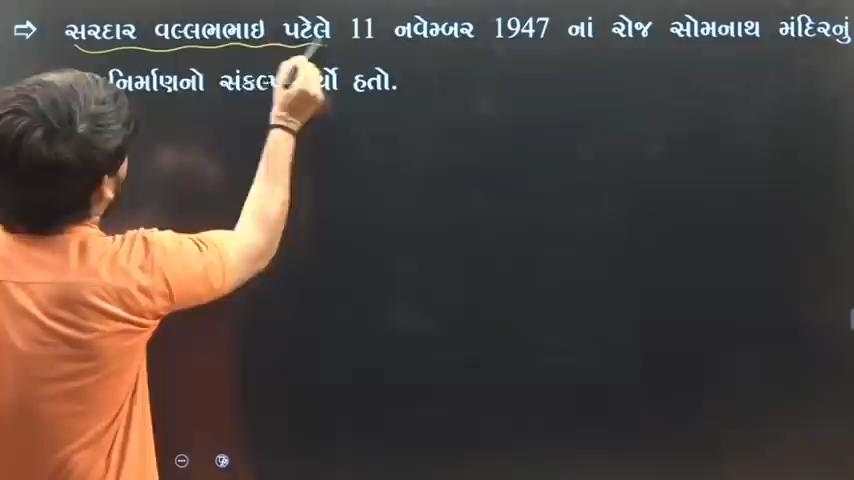 ⇨ સરદાર વલ્લભભાઇ પટેલે 11 નવેમ્બર 1947 નાં રોજ સોમનાથ મંદિરનું
નિર્માણનો હતો.